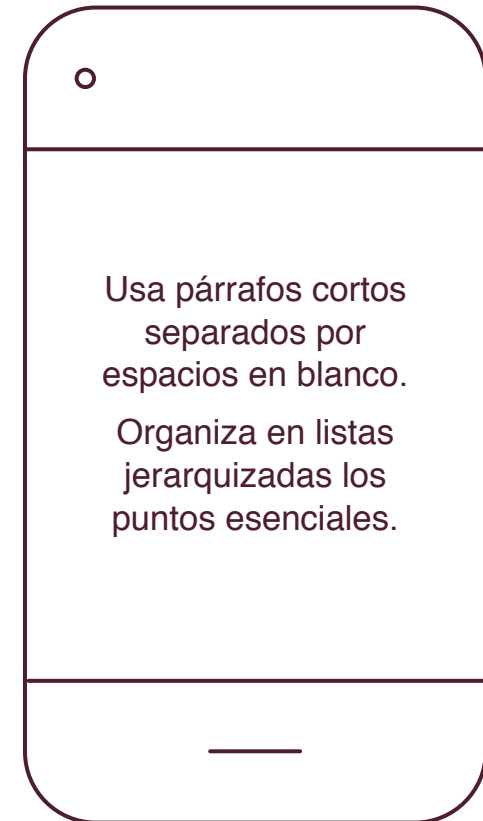 Usa párrafos cortos
separados por
espacios en blanco.
Organiza en listas
jerarquizadas los
puntos esenciales.